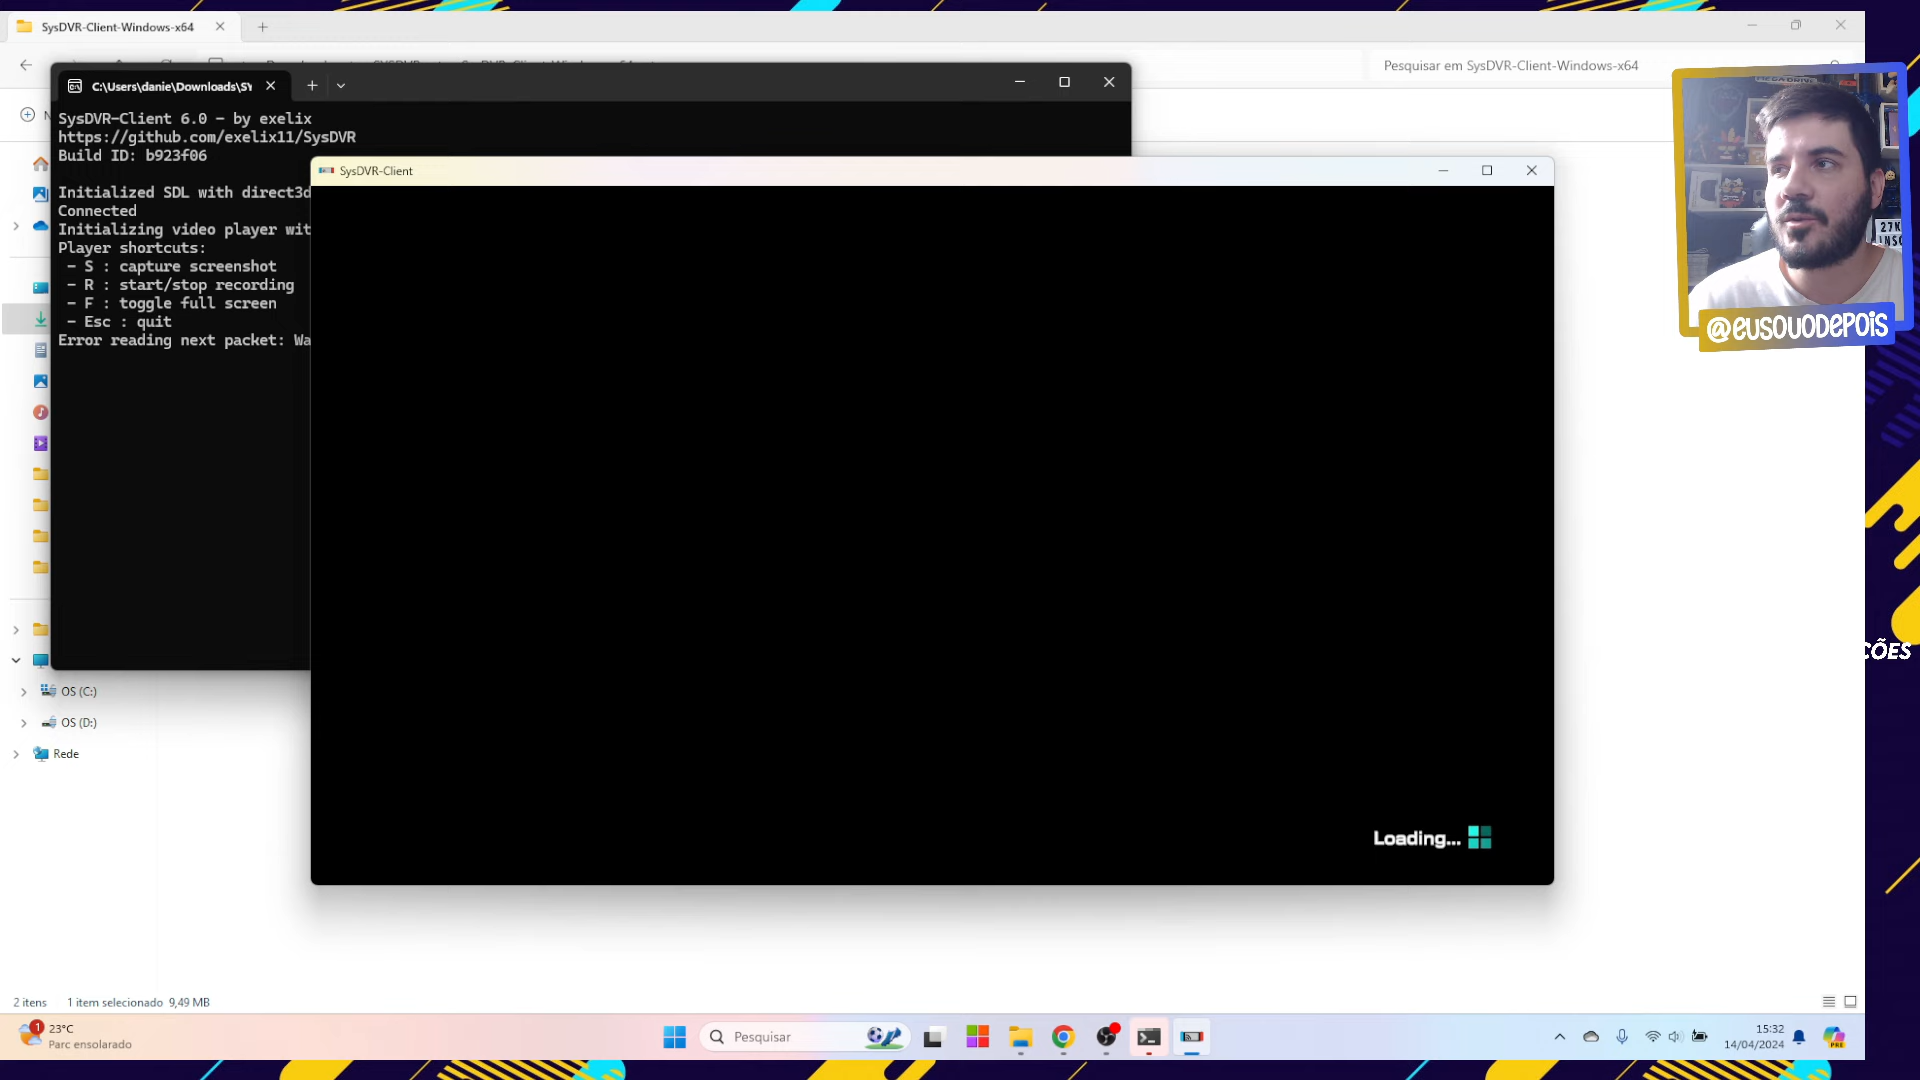 SysDVR-Client-Windows-x64
Pesquisar em SysDVR-Client-Windows-x64
C:\Users\danie\Downloads\SY
SysDVR-Client 6.0 - by exelix
https://github.com/exelix11/SysDVR
Build ID: b923f06
Initialized SDL with direct3d
Connected
Initializing video player wit
Player shortcuts:
- S : capture screenshot
- R : start/stop recording
- F : toggle full screen
- Esc : quit
Error reading next packet: Wa
SysDVR-Client
Loading...
27K
INSC
@EUSOUODEPOIS
ÇÕES
OS (C:)
OS (D:)
Rede
2 itens 1 item selecionado 9,49 MB
1
23°C
Parc ensolarado
Pesquisar
15:32
14/04/2024
PRE